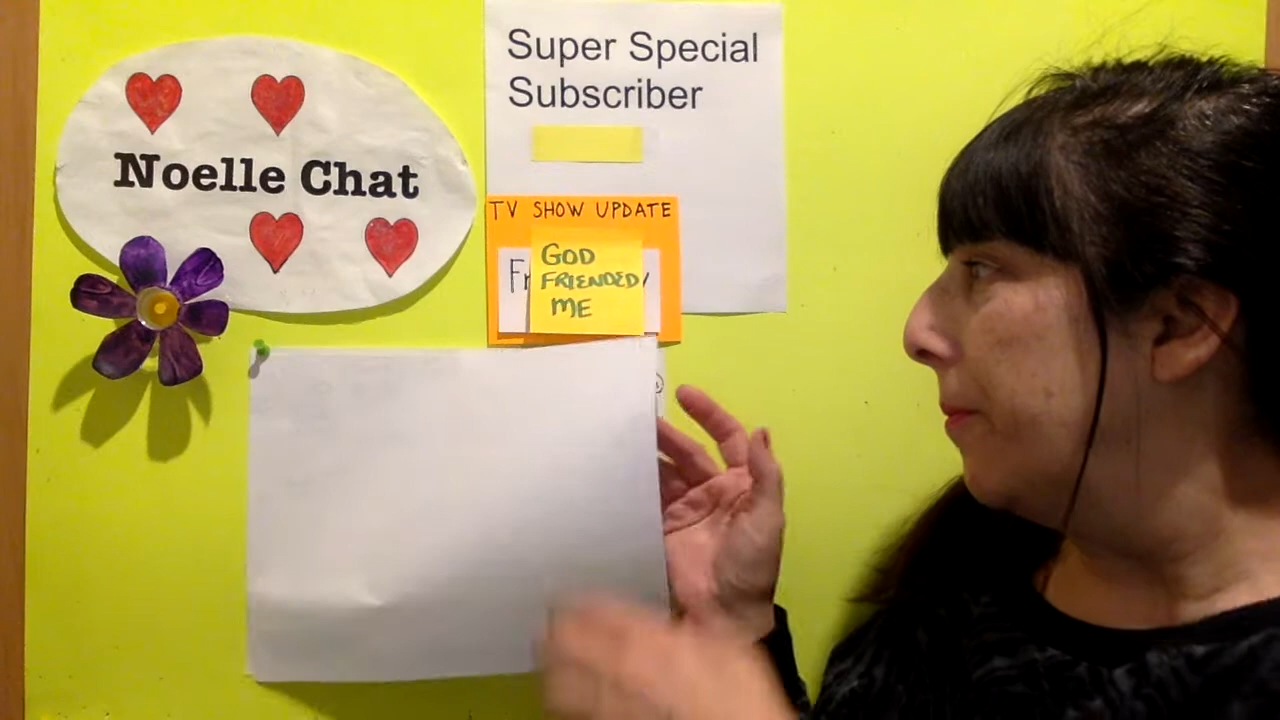 Super Special
Subscriber
Noelle Chat
TV SHOW UPDATE
GOD
FRIENDED
ME